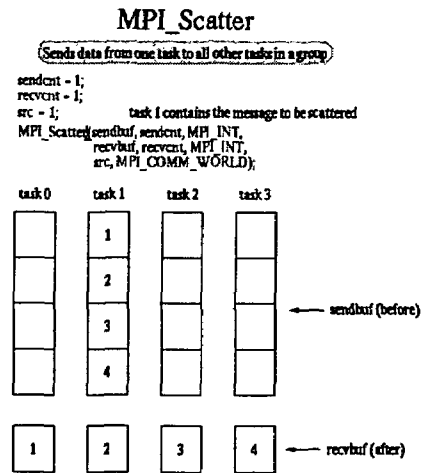 MPI_Scatter
Sends data from one task to all other tasks in a group
sendcnt = 1;
recvcnt = 1;
src = 1; task 1 contains the message to be scattered
MPI_Scatter(sendbuf, sendcnt, MPI_INT,
recvbuf, recvcnt, MPI_INT,
src, MPI_COMM_WORLD);
task 0 task 1 task 2 task 3
1
2
3
4
sendbuf (before)
1 2 3 4 recvbuf (after)